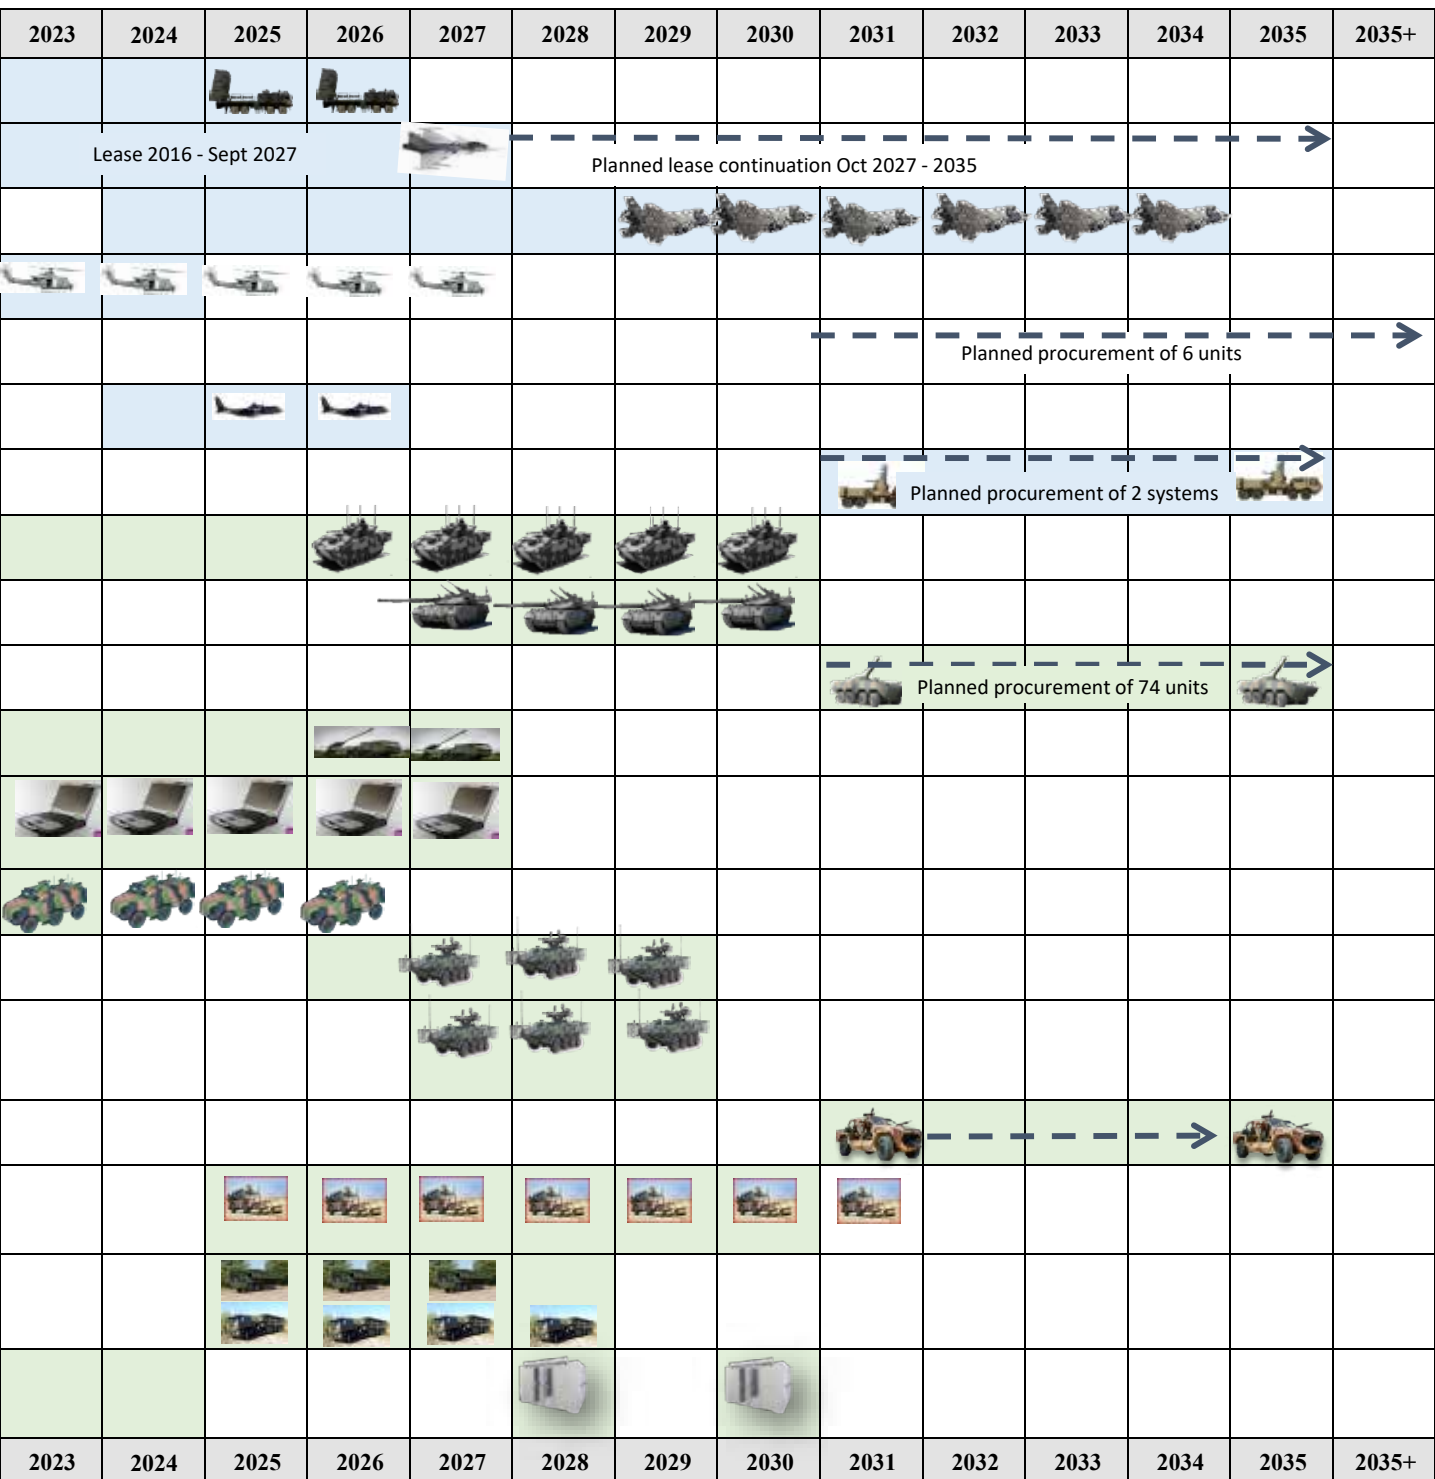 2023 2024 2025 2026 2027 2028 2029 2030 2031 2032 2033 2034 2035 2035+
Lease 2016 - Sept 2027
Planned lease continuation Oct 2027 - 2035
Planned procurement of 6 units
Planned procurement of 2 systems
Planned procurement of 74 units
2023 2024 2025 2026 2027 2028 2029 2030 2031 2032 2033 2034 2035 2035+